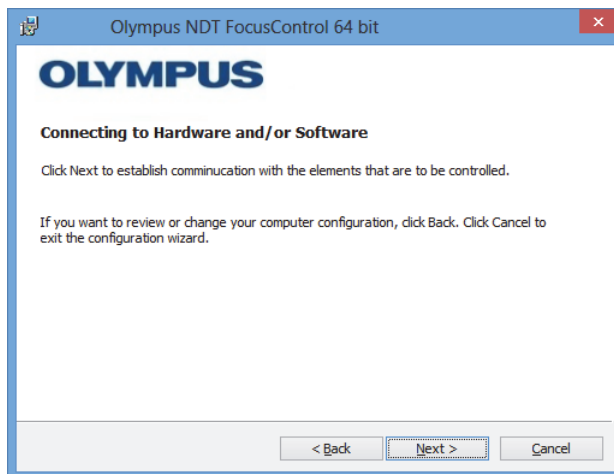 Olympus NDT FocusControl 64 bit
OLYMPUS
Connecting to Hardware and/or Software
Click Next to establish comminucation with the elements that are to be controlled.
If you want to review or change your computer configuration, click Back. Click Cancel to
exit the configuration wizard.
< Back Next > Cancel